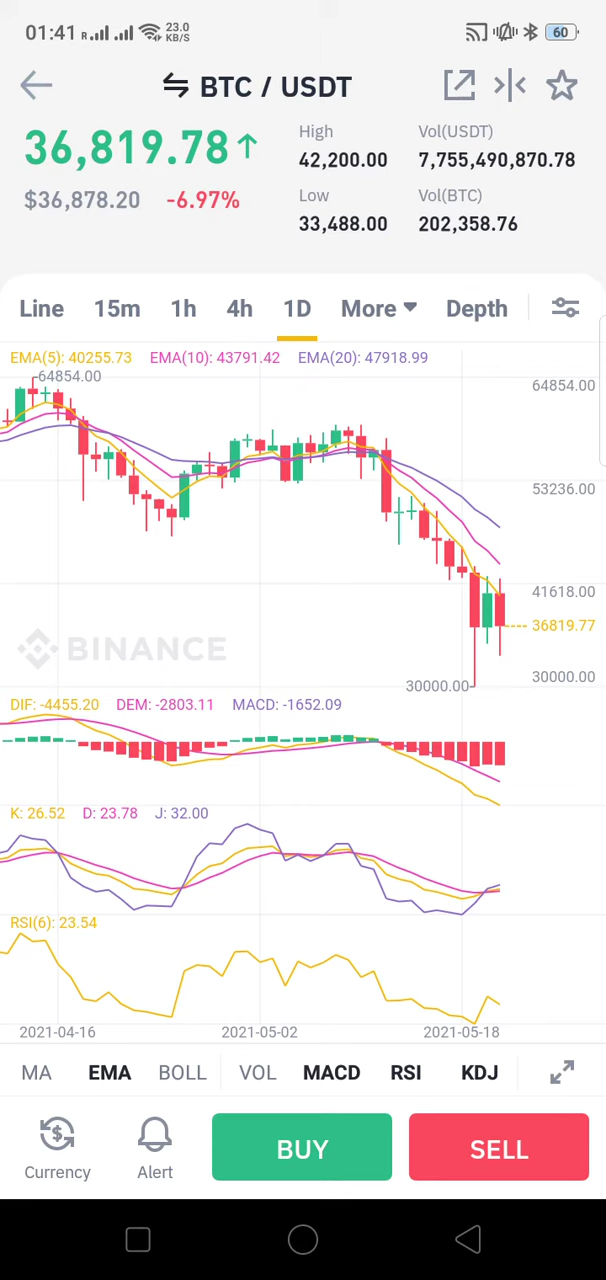 01:41 R 23.0 KB/S 60
BTC / USDT
36,819.78
High
Vol(USDT)
42,200.00
7,755,490,870.78
$36,878.20 -6.97%
Low
Vol(BTC)
33,488.00
202,358.76
Line 15m 1h 4h 1D More Depth
EMA(5): 40255.73 EMA(10): 43791.42 EMA(20): 47918.99
64854.00
64854.00
53236.00
41618.00
36819.77
BINANCE
30000.00
30000.00
DIF: -4455.20 DEM: -2803.11 MACD: -1652.09
K: 26.52 D: 23.78 J: 32.00
RSI(6): 23.54
2021-04-16 2021-05-02 2021-05-18
MA EMA BOLL VOL MACD RSI KDJ
Currency
Alert
BUY
SELL